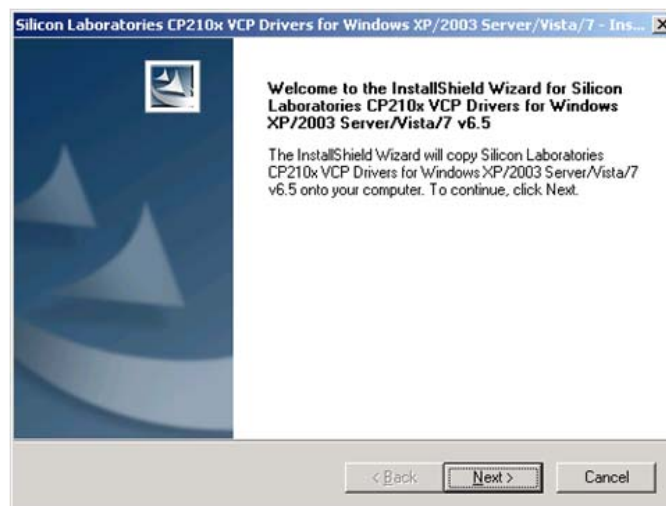 Silicon Laboratories CP210x VCP Drivers for Windows XP/2003 Server/Vista/7 - Ins...
Welcome to the InstallShield Wizard for Silicon
Laboratories CP210x VCP Drivers for Windows
XP/2003 Server/Vista/7 v6.5
The InstallShield Wizard will copy Silicon Laboratories
CP210x VCP Drivers for Windows XP/2003 Server/Vista/7
v6.5 onto your computer. To continue, click Next.
< Back
Next >
Cancel